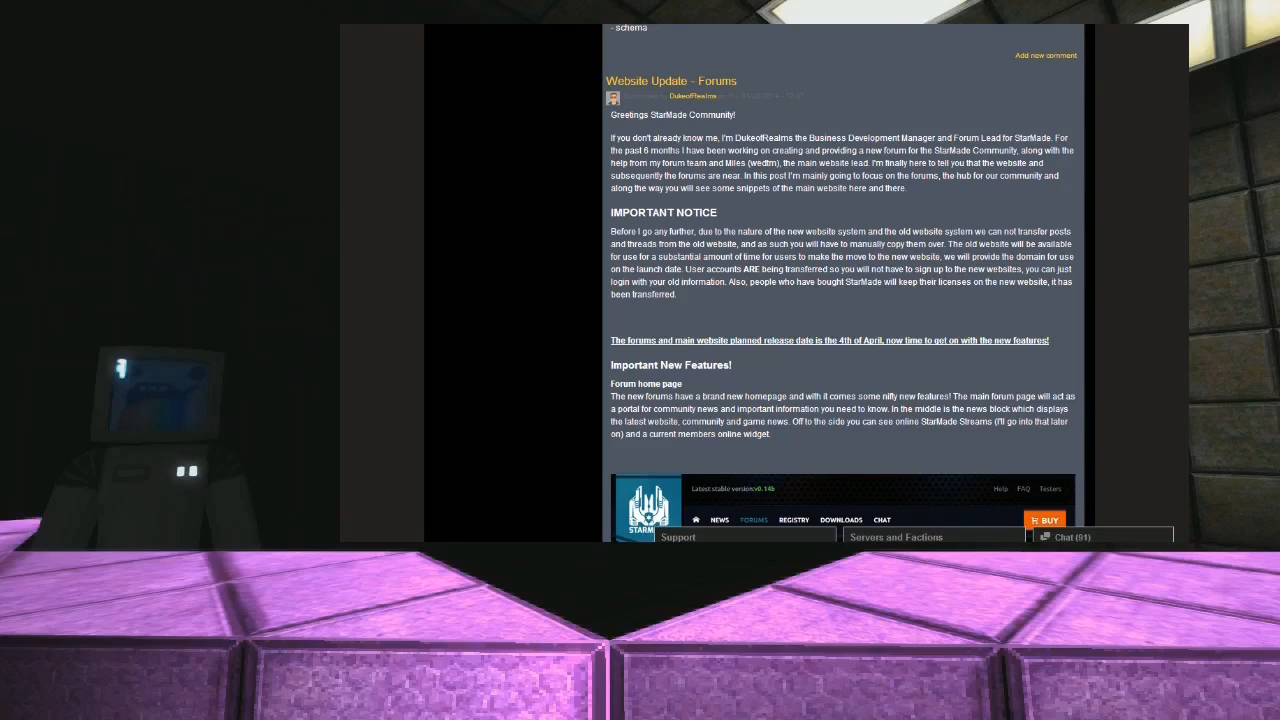 - schema
Add new comment
Website Update - Forums
DukeofRealms
Greetings StarMade Community!
If you don't already know me, I'm DukeofRealms the Business Development Manager and Forum Lead for StarMade. For
the past 6 months I have been working on creating and providing a new forum for the StarMade Community, along with the
help from my forum team and Miles (wedtm), the main website lead. I'm finally here to tell you that the website and
subsequently the forums are near. In this post I'm mainly going to focus on the forums, the hub for our community and
along the way you will see some snippets of the main website here and there.
IMPORTANT NOTICE
Before I go any further, due to the nature of the new website system and the old website system we can not transfer posts
and threads from the old website, and as such you will have to manually copy them over. The old website will be available
for use for a substantial amount of time for users to make the move to the new website, we will provide the domain for use
on the launch date. User accounts ARE being transferred so you will not have to sign up to the new websites, you can just
login with your old information. Also, people who have bought StarMade will keep their licenses on the new website, it has
been transferred.
The forums and main website planned release date is the 4th of April, now time to get on with the new features!
Important New Features!
Forum home page
The new forums have a brand new homepage and with it comes some nifty new features! The main forum page will act as
a portal for community news and important information you need to know. In the middle is the news block which displays
the latest website, community and game news. Off to the side you can see online StarMade Streams (I'll go into that later
on) and a current members online widget.
Latest stable version:v0.14b Help FAQ Testers
NEWS FORUMS REGISTRY DOWNLOADS CHAT BUY
STARM
Support Servers and Factions Chat (91)